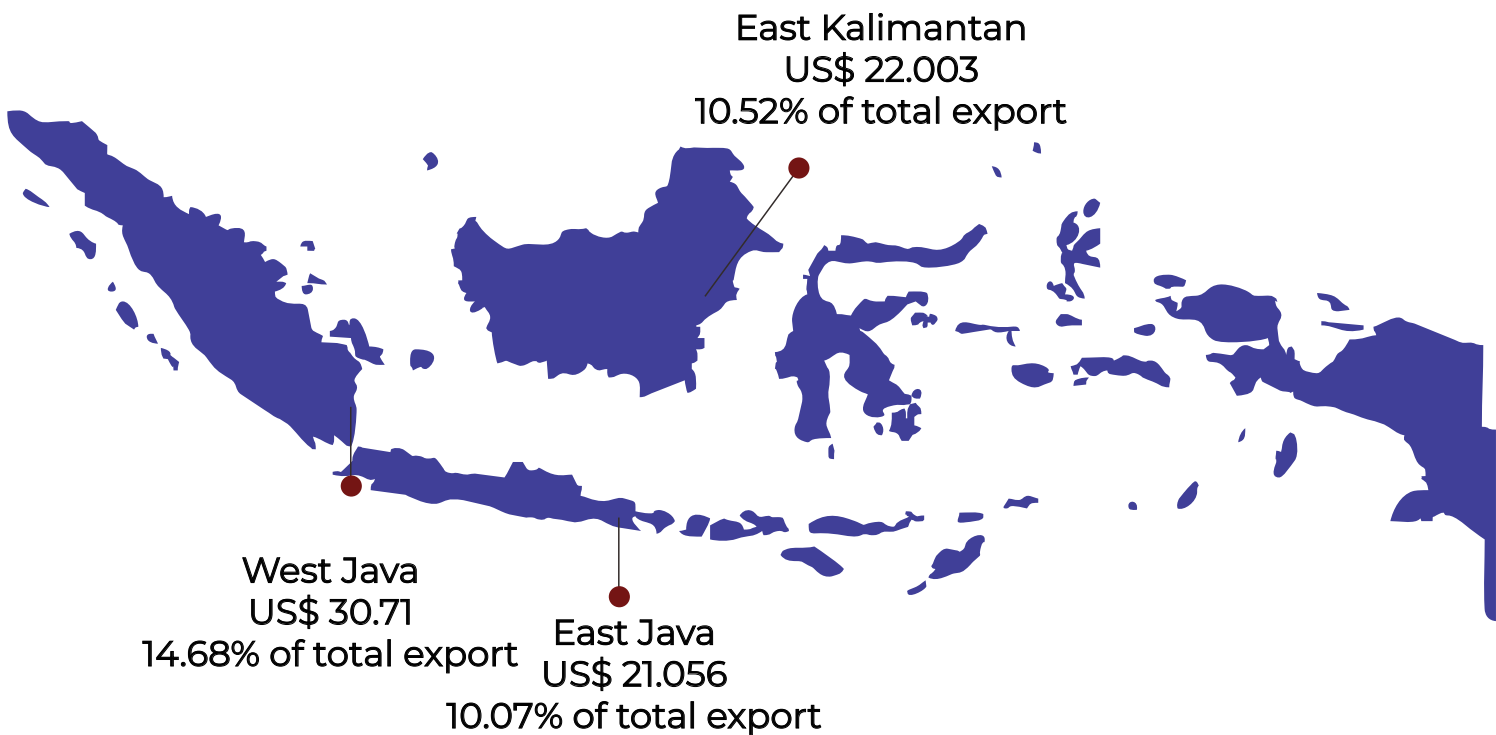 East Kalimantan
US$ 22.003
10.52% of total export
West Java
US$ 30.71
14.68% of total export
East Java
US$ 21.056
10.07% of total export